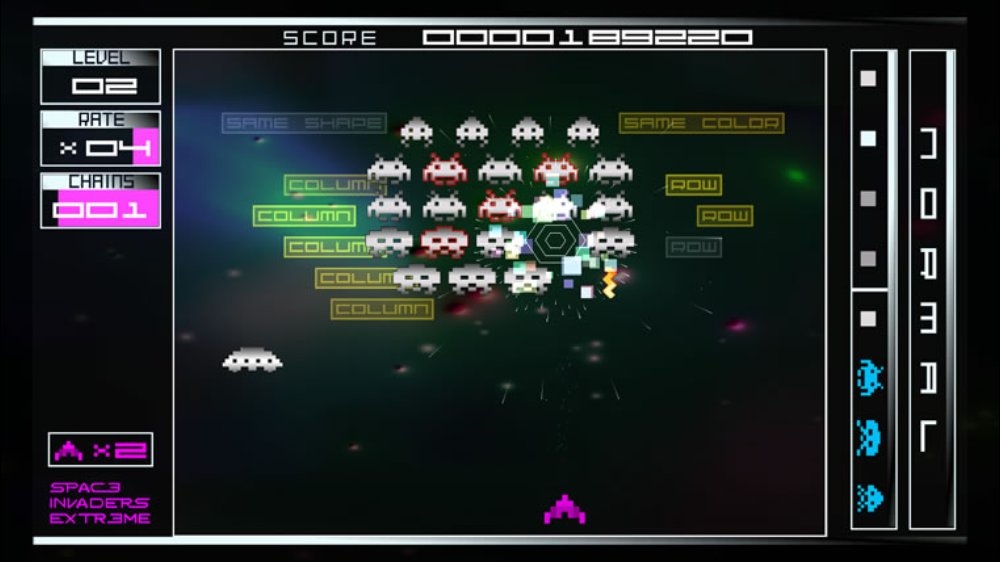 SCORE 0000189220
LEVEL
02
RATE
×04
CHAINS
001
SAME SHAPE
SAME COLOR
COLUMN
ROW
COLUMN
ROW
COLUMN
ROW
COLUMN
COLUMN
NORMAL
×2
SPAC3
INVADERS
EXTR3ME